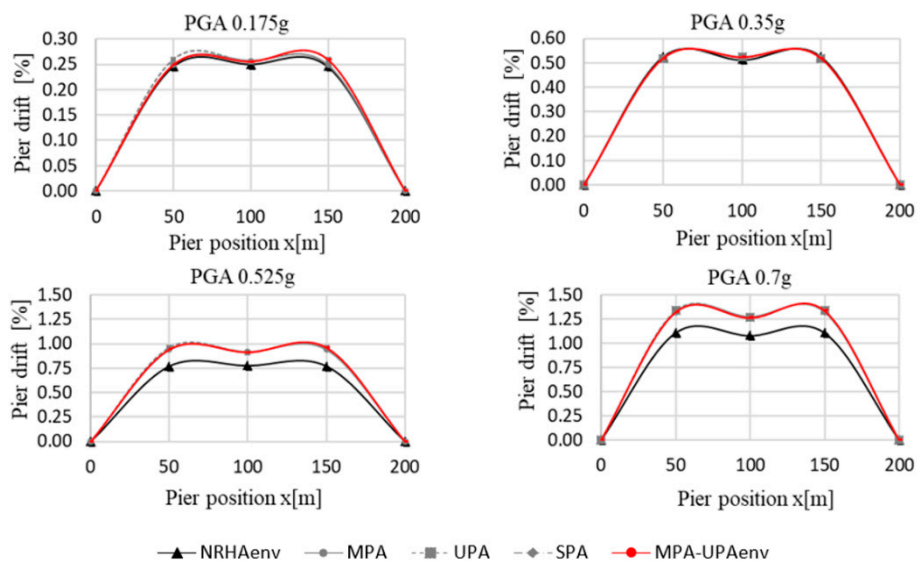 PGA 0.175g
Pier drift [%]
0.30
0.25
0.20
0.15
0.10
0.05
0.00
0 50 100 150 200
Pier position x[m]
PGA 0.35g
Pier drift [%]
0.60
0.50
0.40
0.30
0.20
0.10
0.00
0 50 100 150 200
Pier position x[m]
PGA 0.525g
Pier drift [%]
1.50
1.25
1.00
0.75
0.50
0.25
0.00
0 50 100 150 200
Pier position x[m]
PGA 0.7g
Pier drift [%]
1.50
1.25
1.00
0.75
0.50
0.25
0.00
0 50 100 150 200
Pier position x[m]
NRHAenv MPA UPA SPA MPA-UPAenv